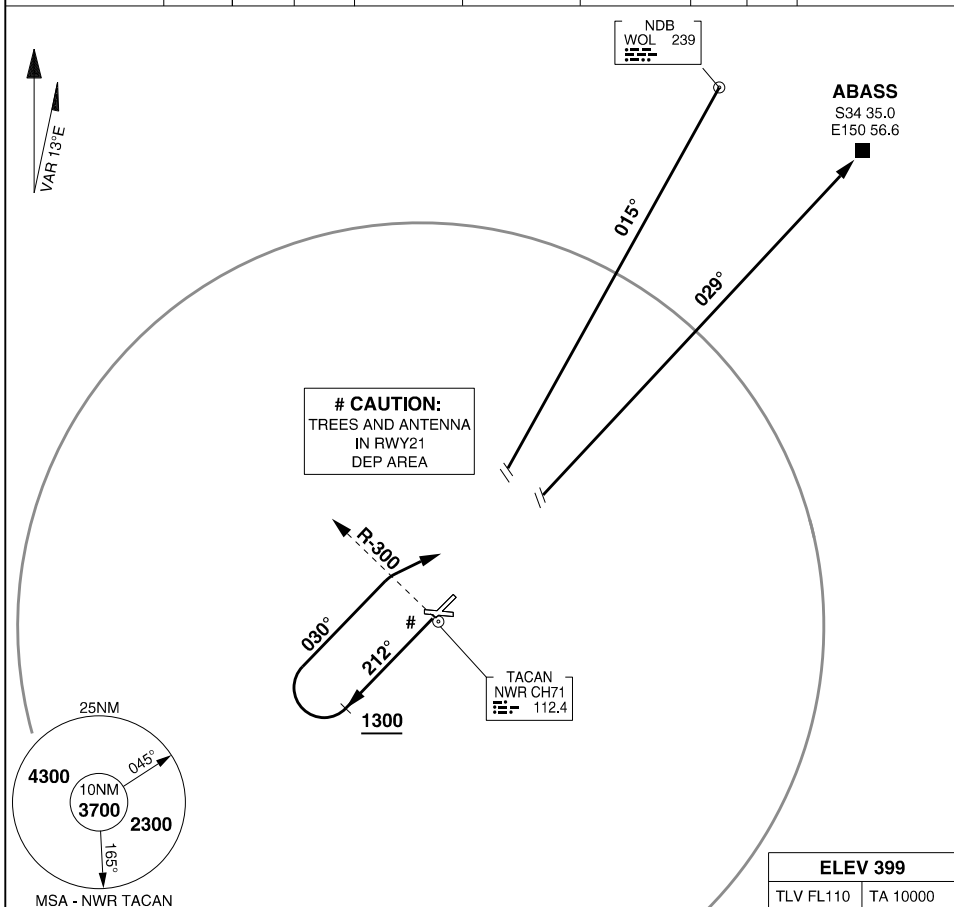 NDB
WOL 239
ABASS
S34 35.0
E150 56.6
VAR 13°E
015°
029°
# CAUTION:
TREES AND ANTENNA
IN RWY21
DEP AREA
R-300
030°
#
212°
1300
TACAN
NWR CH71
112.4
25NM
4300
045°
10NM
3700
2300
165°
MSA - NWR TACAN
ELEV 399
TLV FL110 TA 10000